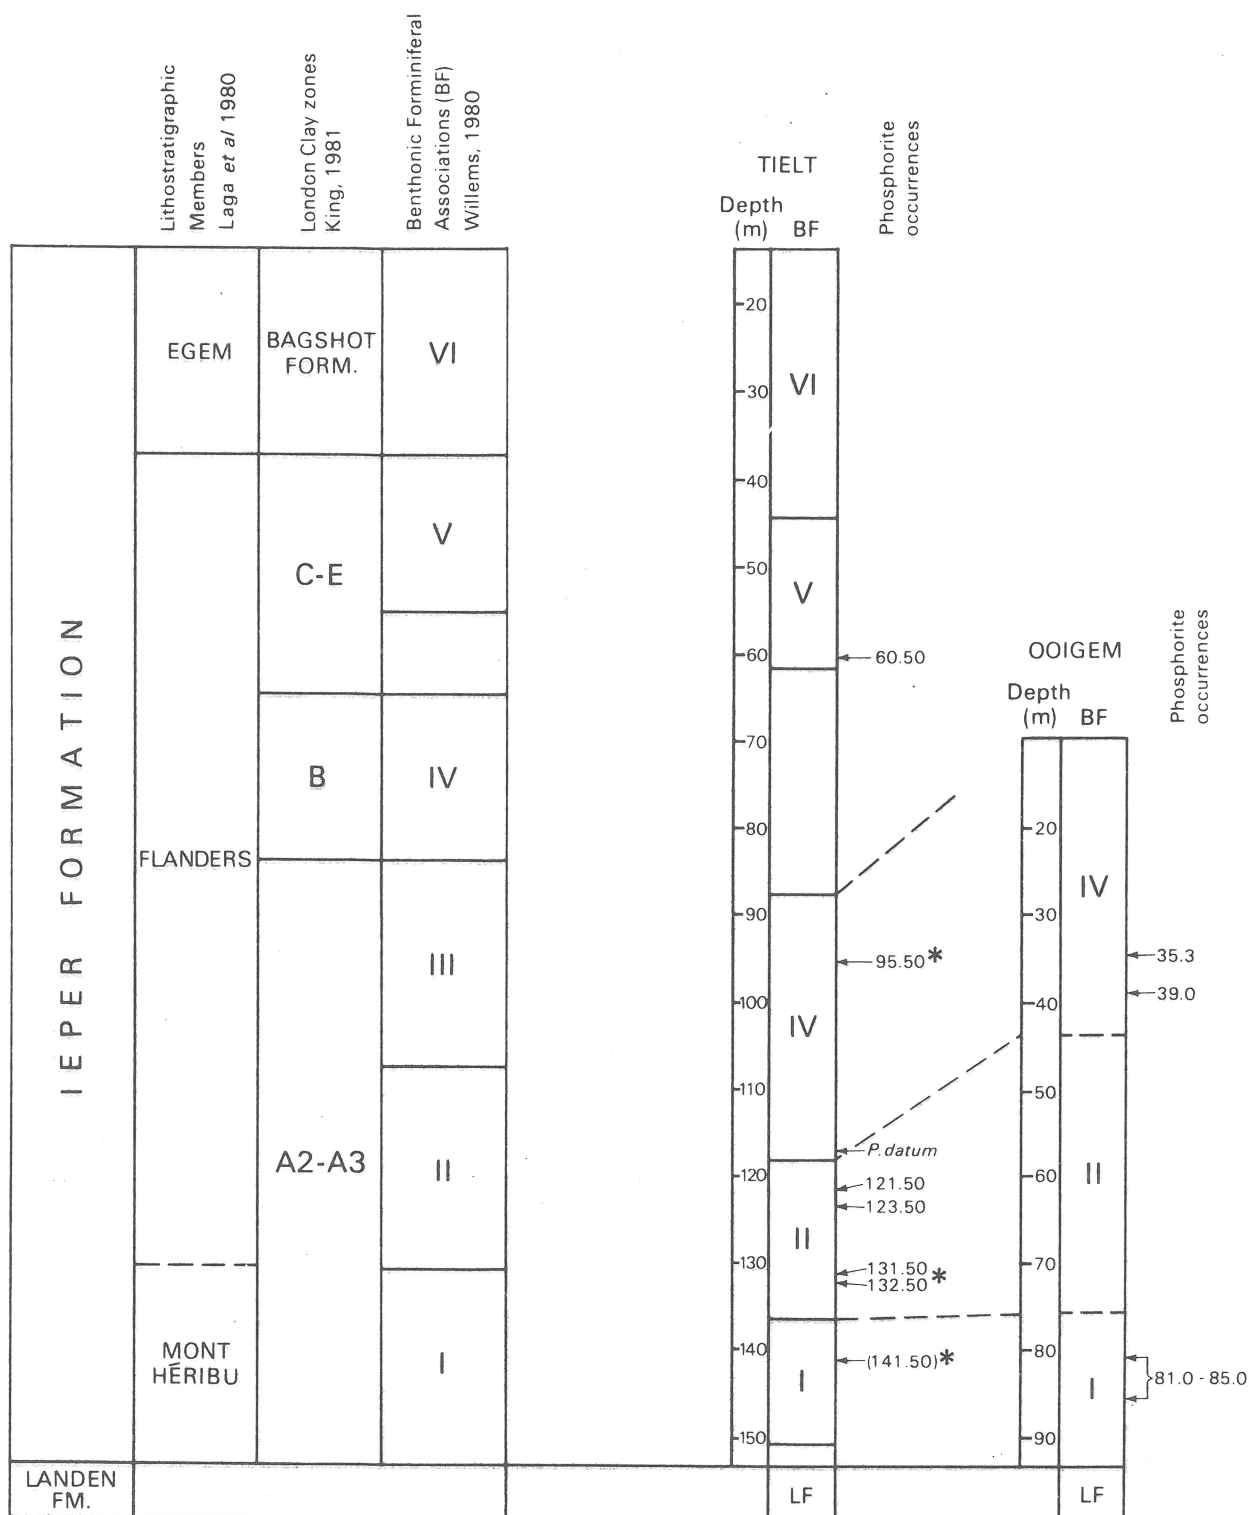 Lithostratigraphic
Members
Laga et al 1980
London Clay zones
King, 1981
Benthonic Forminiferal
Associations (BF)
Willems, 1980
IEPER FORMATION
EGEM
FLANDERS
MONT
HÉRIBU
BAGSHOT
FORM.
C-E
B
A2-A3
VI
V
IV
III
II
I
LANDEN
FM.
TIELT
Depth
(m)
BF
Phosphorite
occurrences
20
30
40
50
60
70
80
90
100
110
120
130
140
150
VI
V
IV
II
I
LF
60.50
95.50*
P. datum
121.50
123.50
131.50
132.50*
(141.50)*
OOIGEM
Depth
(m)
BF
Phosphorite
occurrences
20
30
40
50
60
70
80
90
IV
II
I
LF
35.3
39.0
81.0 - 85.0